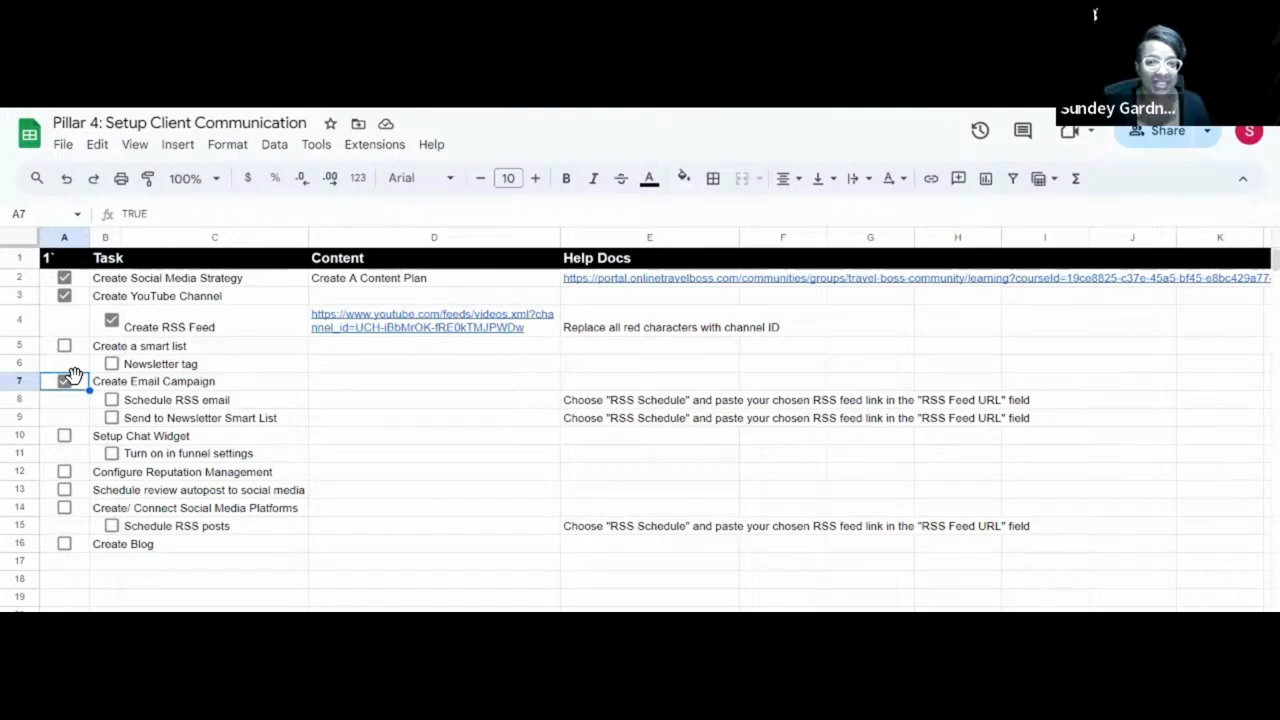 Sundey Gardn...
Pillar 4: Setup Client Communication
File Edit View Insert Format Data Tools Extensions Help
Share
S
100% $ % .0 .00 123 Arial 10 B I S A
A7 fx TRUE
A B C D E F G H I J K
1 1` Task Content Help Docs
2 Create Social Media Strategy Create A Content Plan https://portal.onlinetravelboss.com/communities/groups/travel-boss-community/learning?courseId=19ce8825-c37e-45a5-bf45-e8bc429a77
3 Create YouTube Channel
https://www.youtube.com/feeds/videos.xml?cha
4 Create RSS Feed nnel_id=UCH-iBbMrOK-fRE0kTMJPWDw Replace all red characters with channel ID
5 Create a smart list
6 Newsletter tag
7 Create Email Campaign
8 Schedule RSS email Choose "RSS Schedule" and paste your chosen RSS feed link in the "RSS Feed URL" field
9 Send to Newsletter Smart List Choose "RSS Schedule" and paste your chosen RSS feed link in the "RSS Feed URL" field
10 Setup Chat Widget
11 Turn on in funnel settings
12 Configure Reputation Management
13 Schedule review autopost to social media
14 Create/ Connect Social Media Platforms
15 Schedule RSS posts Choose "RSS Schedule" and paste your chosen RSS feed link in the "RSS Feed URL" field
16 Create Blog
17
18
19